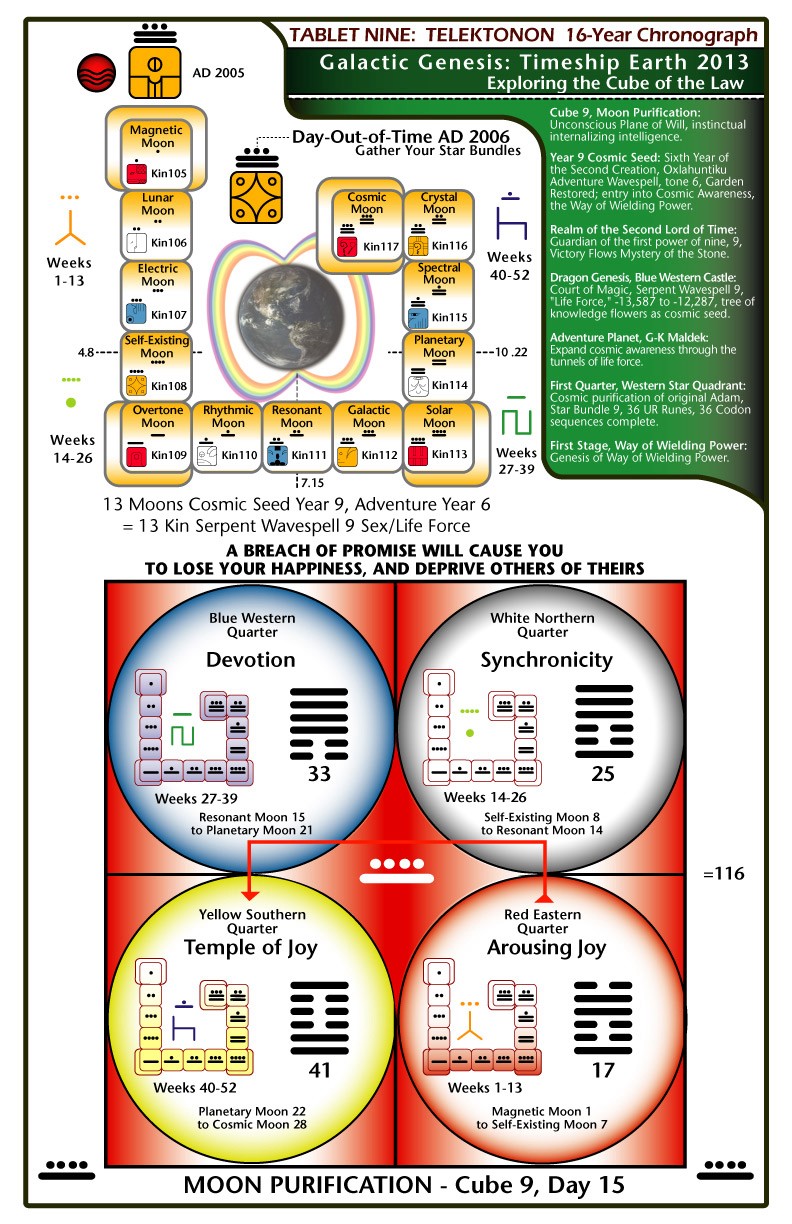 TABLET NINE: TELEKTONON 16-Year Chronograph
Galactic Genesis: Timeship Earth 2013
Exploring the Cube of the Law
AD 2005
Day-Out-of-Time AD 2006
Gather Your Star Bundles
Magnetic
Moon
Kin105
Lunar
Moon
Kin106
Electric
Moon
Kin107
Self-Existing
Moon
Kin108
Overtone
Moon
Kin109
Rhythmic
Moon
Kin110
Resonant
Moon
Kin111
Galactic
Moon
Kin112
Solar
Moon
Kin113
Planetary
Moon
Kin114
Spectral
Moon
Kin115
Crystal
Moon
Kin116
Cosmic
Moon
Kin117
Weeks
1-13
4.8
Weeks
14-26
7.15
Weeks
27-39
10 .22
Weeks
40-52
Cube 9, Moon Purification:
Unconscious Plane of Will, instinctual
internalizing intelligence.
Year 9 Cosmic Seed: Sixth Year of
the Second Creation, Oxlahuntiku
Adventure Wavespell, tone 6, Garden
Restored; entry into Cosmic Awareness,
the Way of Wielding Power.
Realm of the Second Lord of Time:
Guardian of the first power of nine, 9,
Victory Flows Mystery of the Stone.
Dragon Genesis, Blue Western Castle:
Court of Magic, Serpent Wavespell 9,
"Life Force," -13,587 to -12,287, tree of
knowledge flowers as cosmic seed.
Adventure Planet, G-K Maldek:
Expand cosmic awareness through the
tunnels of life force.
First Quarter, Western Star Quadrant:
Cosmic purification of original Adam,
Star Bundle 9, 36 UR Runes, 36 Codon
sequences complete.
First Stage, Way of Wielding Power:
Genesis of Way of Wielding Power.
13 Moons Cosmic Seed Year 9, Adventure Year 6
= 13 Kin Serpent Wavespell 9 Sex/Life Force
A BREACH OF PROMISE WILL CAUSE YOU
TO LOSE YOUR HAPPINESS, AND DEPRIVE OTHERS OF THEIRS
Blue Western
Quarter
Devotion
33
Weeks 27-39
Resonant Moon 15
to Planetary Moon 21
White Northern
Quarter
Synchronicity
25
Weeks 14-26
Self-Existing Moon 8
to Resonant Moon 14
=116
Yellow Southern
Quarter
Temple of Joy
41
Weeks 40-52
Planetary Moon 22
to Cosmic Moon 28
Red Eastern
Quarter
Arousing Joy
17
Weeks 1-13
Magnetic Moon 1
to Self-Existing Moon 7
MOON PURIFICATION - Cube 9, Day 15